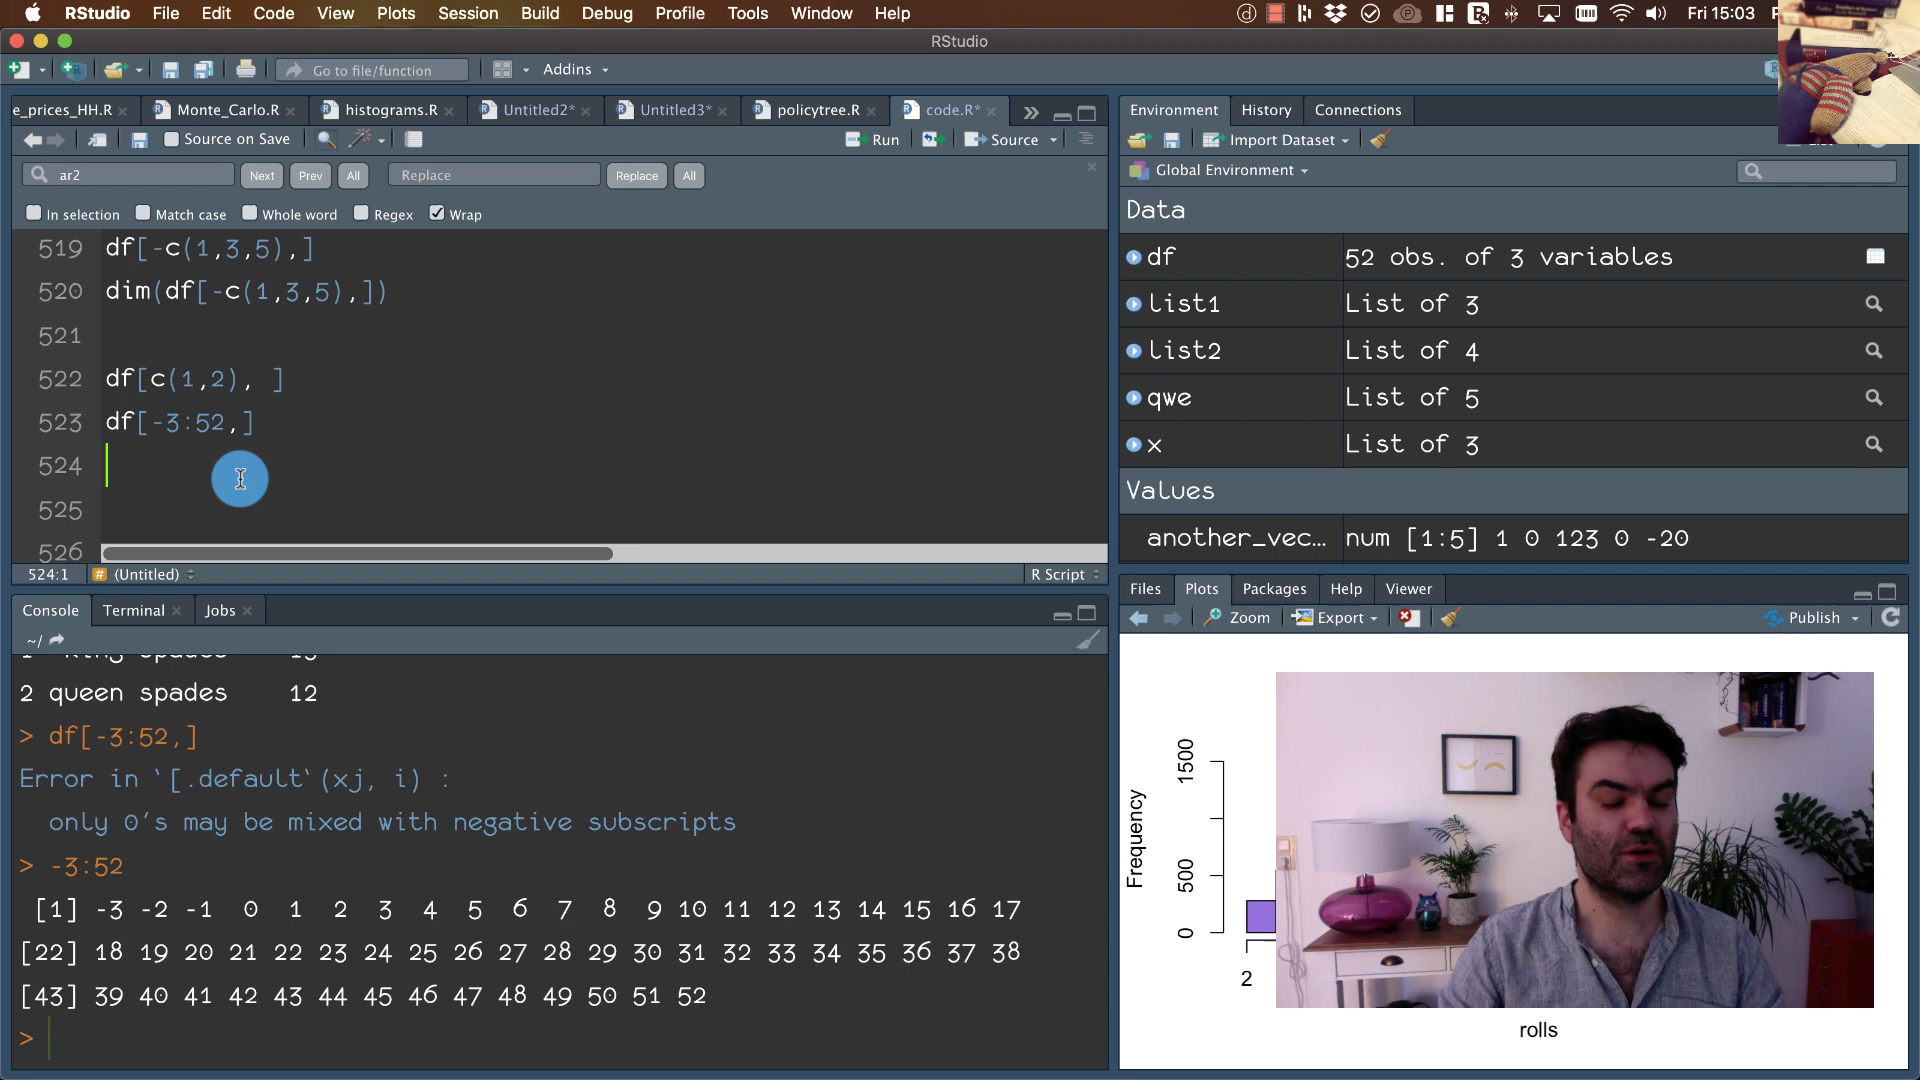 RStudio File Edit Code View Plots Session Build Debug Profile Tools Window Help Fri 15:03
RStudio
Go to file/function Addins
e_prices_HH.R Monte_Carlo.R histograms.R Untitled2* Untitled3* policytree.R code.R*
Source on Save Run Source
ar2 Next Prev All Replace Replace All
In selection Match case Whole word Regex Wrap
519 df[-c(1,3,5),]
520 dim(df[-c(1,3,5),])
521
522 df[c(1,2), ]
523 df[-3:52,]
524
525
526
524:1 (Untitled) R Script
Console Terminal Jobs
~/
2 queen spades 12
> df[-3:52,]
Error in `[.default`(xj, i) :
only 0's may be mixed with negative subscripts
> -3:52
[1] -3 -2 -1 0 1 2 3 4 5 6 7 8 9 10 11 12 13 14 15 16 17
[22] 18 19 20 21 22 23 24 25 26 27 28 29 30 31 32 33 34 35 36 37 38
[43] 39 40 41 42 43 44 45 46 47 48 49 50 51 52
>
Environment History Connections
Import Dataset
Global Environment
Data
df 52 obs. of 3 variables
list1 List of 3
list2 List of 4
qwe List of 5
x List of 3
Values
another_vec... num [1:5] 1 0 123 0 -20
Files Plots Packages Help Viewer
Zoom Export Publish
Frequency
1500
500
0
2
rolls